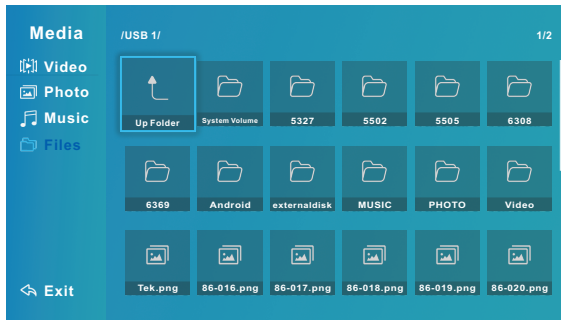 Media
/USB 1/
1/2
Video
Photo
Music
Files
Exit
Up Folder
System Volume
5327
5502
5505
6308
6369
Android
externaldisk
MUSIC
PHOTO
Video
Tek.png
86-016.png
86-017.png
86-018.png
86-019.png
86-020.png